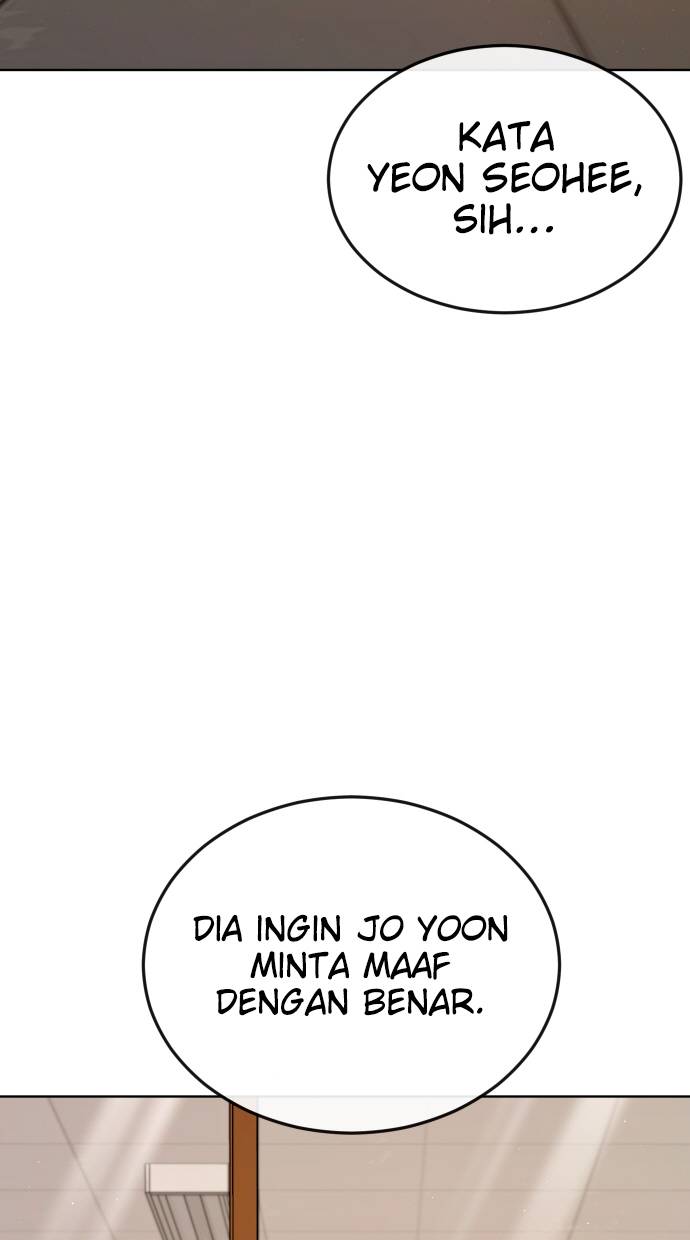 KATA
YEON SEOHEE,
SIH...
DIA INGIN JO YOON
MINTA MAAF
DENGAN BENAR.